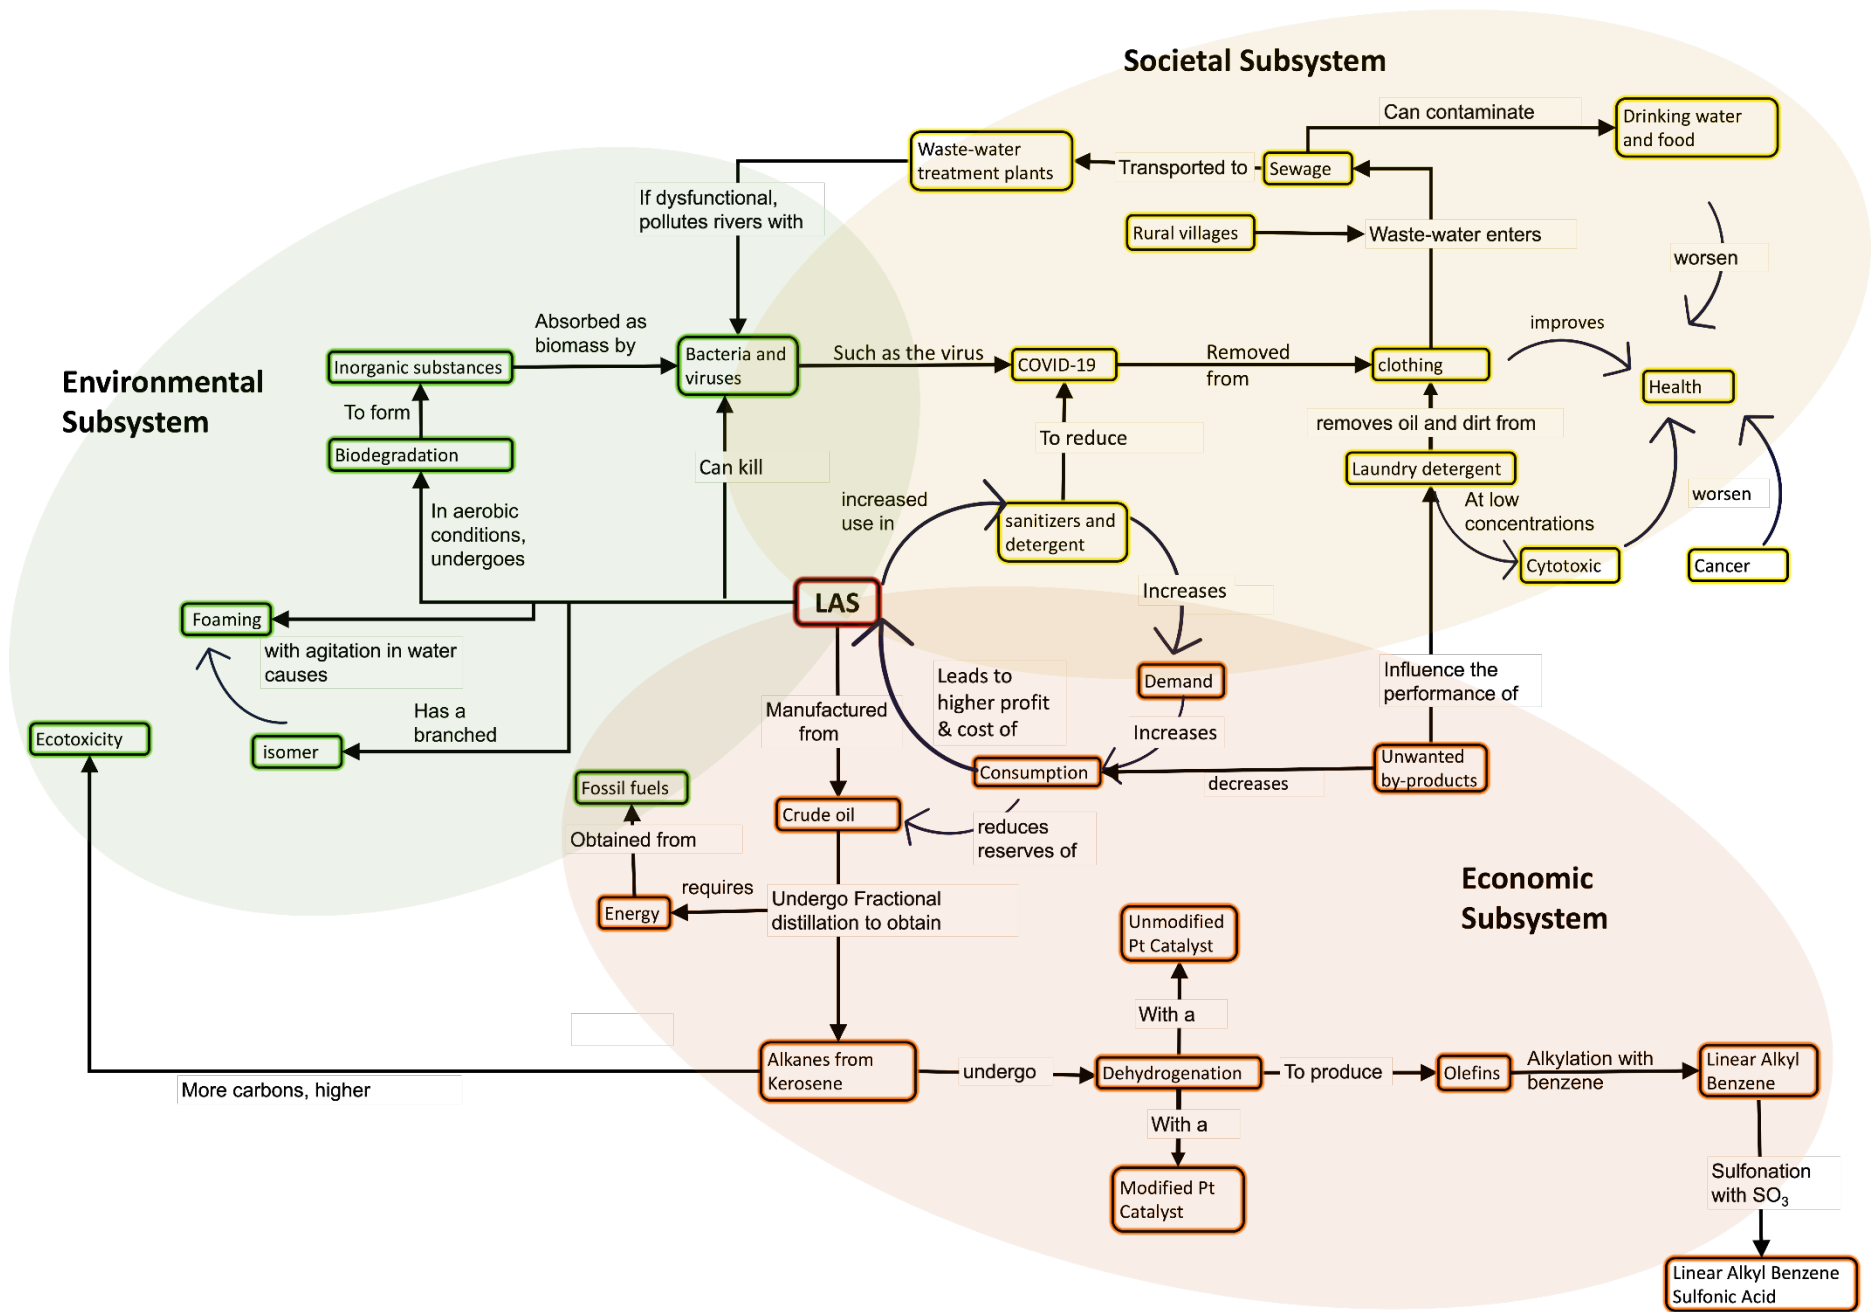 Societal Subsystem
Can contaminate
Drinking water
and food
Waste-water
treatment plants
Transported to
Sewage
If dysfunctional,
pollutes rivers with
Rural villages
Waste-water enters
worsen
Environmental
Subsystem
Inorganic substances
Absorbed as
biomass by
Bacteria and
viruses
Such as the virus
COVID-19
Removed
from
clothing
improves
Health
To form
Biodegradation
Can kill
To reduce
removes oil and dirt from
Laundry detergent
In aerobic
conditions,
undergoes
increased
use in
sanitizers and
detergent
At low
concentrations
worsen
Cytotoxic
Cancer
LAS
Increases
Foaming
with agitation in water
causes
Has a
branched
isomer
Ecotoxicity
Manufactured
from
Leads to
higher profit
& cost of
Demand
Increases
Influence the
performance of
Consumption
decreases
Unwanted
by-products
Fossil fuels
Crude oil
reduces
reserves of
Obtained from
requires
Energy
Undergo Fractional
distillation to obtain
Economic
Subsystem
Unmodified
Pt Catalyst
With a
More carbons, higher
Alkanes from
Kerosene
undergo
Dehydrogenation
To produce
Olefins
Alkylation with
benzene
Linear Alkyl
Benzene
With a
Modified Pt
Catalyst
Sulfonation
with SO₃
Linear Alkyl Benzene
Sulfonic Acid